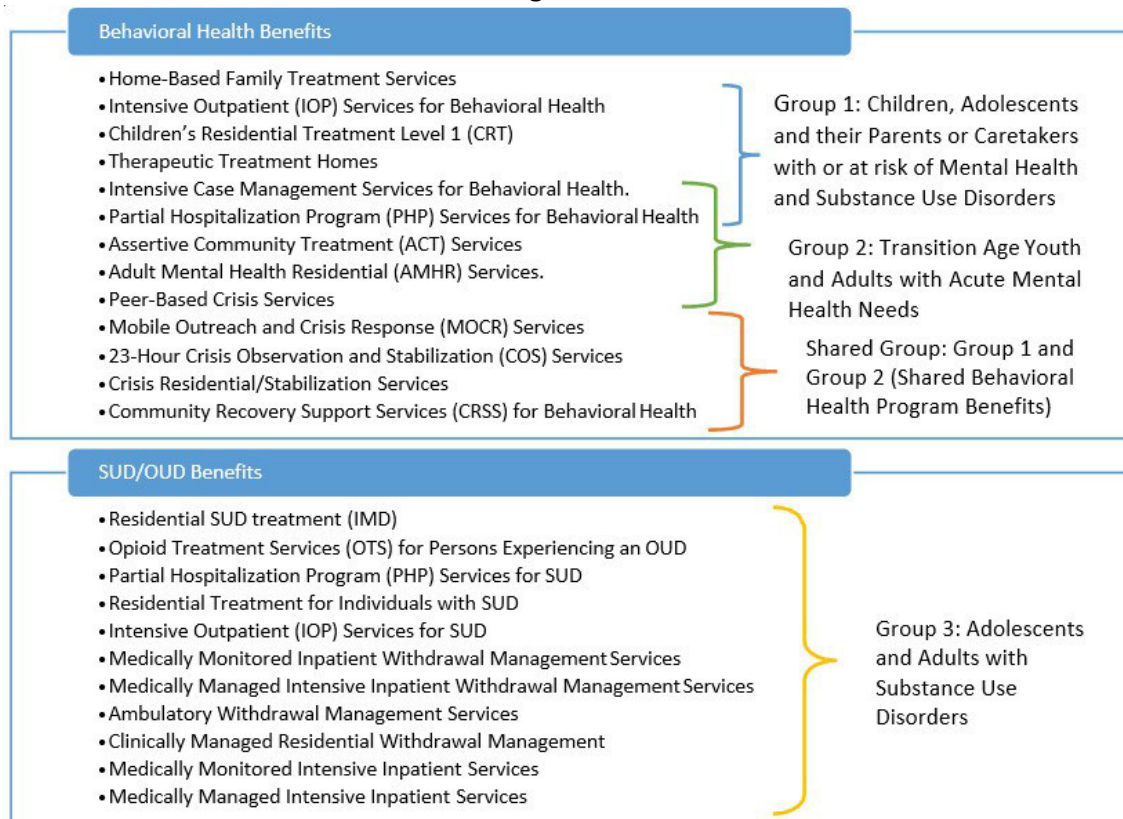 Behavioral Health Benefits
•Home-Based Family Treatment Services
•Intensive Outpatient (IOP) Services for Behavioral Health
•Children's Residential Treatment Level 1 (CRT)
•Therapeutic Treatment Homes
•Intensive Case Management Services for Behavioral Health.
•Partial Hospitalization Program (PHP) Services for Behavioral Health
•Assertive Community Treatment (ACT) Services
•Adult Mental Health Residential (AMHR) Services.
•Peer-Based Crisis Services
•Mobile Outreach and Crisis Response (MOCR) Services
•23-Hour Crisis Observation and Stabilization (COS) Services
•Crisis Residential/Stabilization Services
•Community Recovery Support Services (CRSS) for Behavioral Health
Group 1: Children, Adolescents
and their Parents or Caretakers
with or at risk of Mental Health
and Substance Use Disorders
Group 2: Transition Age Youth
and Adults with Acute Mental
Health Needs
Shared Group: Group 1 and
Group 2 (Shared Behavioral
Health Program Benefits)
SUD/OUD Benefits
•Residential SUD treatment (IMD)
•Opioid Treatment Services (OTS) for Persons Experiencing an OUD
•Partial Hospitalization Program (PHP) Services for SUD
•Residential Treatment for Individuals with SUD
•Intensive Outpatient (IOP) Services for SUD
•Medically Monitored Inpatient Withdrawal Management Services
•Medically Managed Intensive Inpatient Withdrawal Management Services
•Ambulatory Withdrawal Management Services
•Clinically Managed Residential Withdrawal Management
•Medically Monitored Intensive Inpatient Services
•Medically Managed Intensive Inpatient Services
Group 3: Adolescents
and Adults with
Substance Use
Disorders